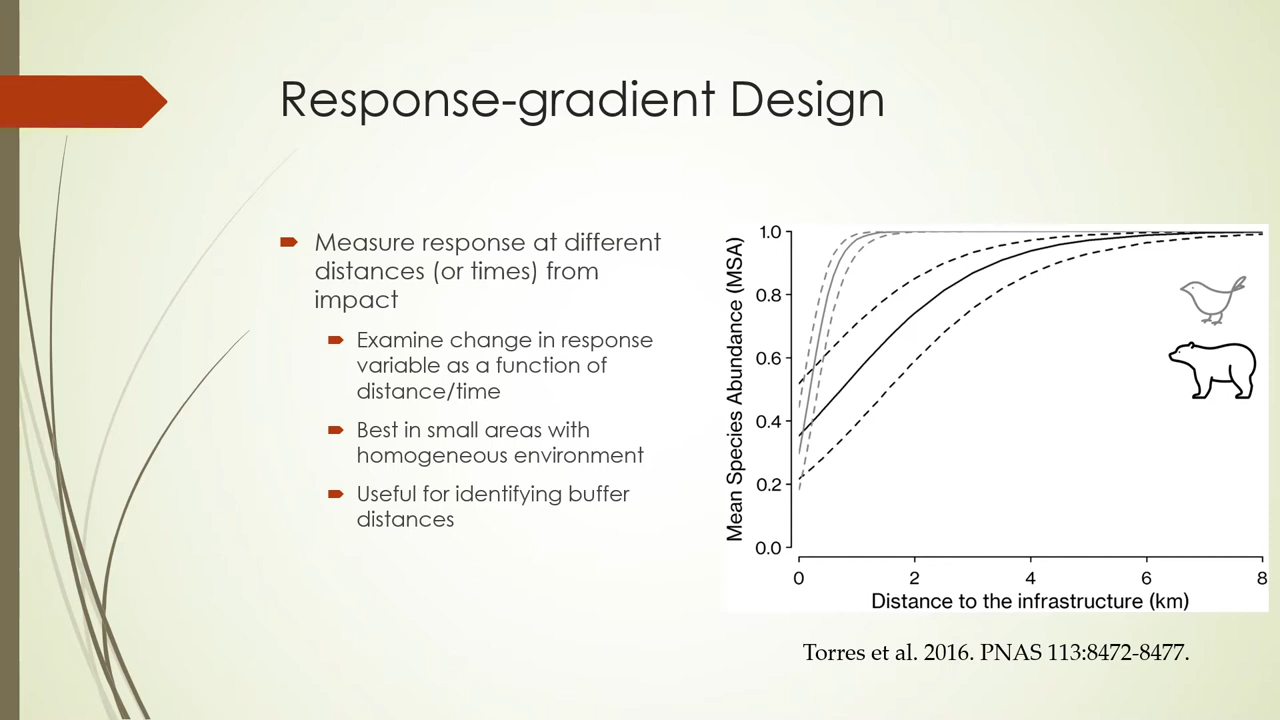 Response-gradient Design
Measure response at different
distances (or times) from
impact
Examine change in response
variable as a function of
distance/time
Best in small areas with
homogeneous environment
Useful for identifying buffer
distances
Mean Species Abundance (MSA)
1.0
0.8
0.6
0.4
0.2
0.0
0 2 4 6 8
Distance to the infrastructure (km)
Torres et al. 2016. PNAS 113:8472-8477.